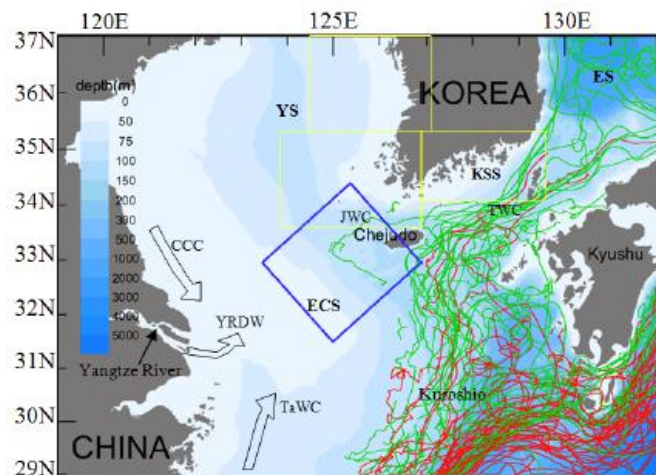 120E 125E 130E
37N
36N
35N
34N
33N
32N
31N
30N
29N
depth(m)
0
50
75
100
150
200
350
500
1000
2000
3000
4000
5000
YS
KOREA
ES
KSS
TWC
JWC
Chejudo
Kyushu
CCC
ECS
YRDW
Yangtze River
Kuroshio
TaWC
CHINA